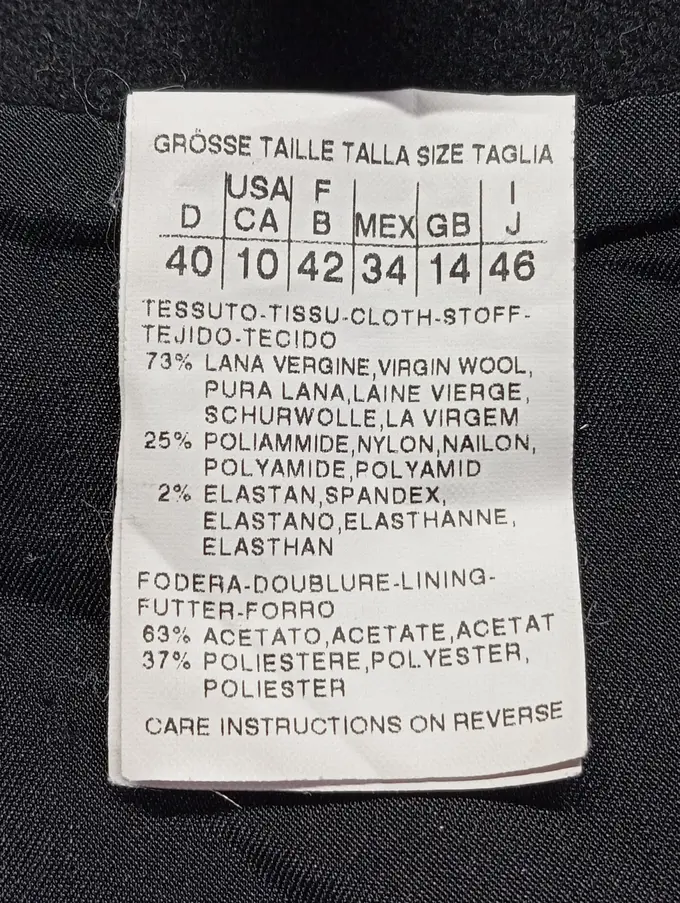 GRÖSSE TAILLE TALLA SIZE TAGLIA
USA F I
D CA B MEX GB J
40 10 42 34 14 46
TESSUTO-TISSU-CLOTH-STOFF-
TEJIDO-TECIDO
73% LANA VERGINE,VIRGIN WOOL,
PURA LANA,LAINE VIERGE,
SCHURWOLLE,LA VIRGEM
25% POLIAMMIDE,NYLON,NAILON,
POLYAMIDE,POLYAMID
2% ELASTAN,SPANDEX,
ELASTANO,ELASTHANNE,
ELASTHAN
FODERA-DOUBLURE-LINING-
FUTTER-FORRO
63% ACETATO,ACETATE,ACETAT
37% POLIESTERE,POLYESTER,
POLIESTER
CARE INSTRUCTIONS ON REVERSE